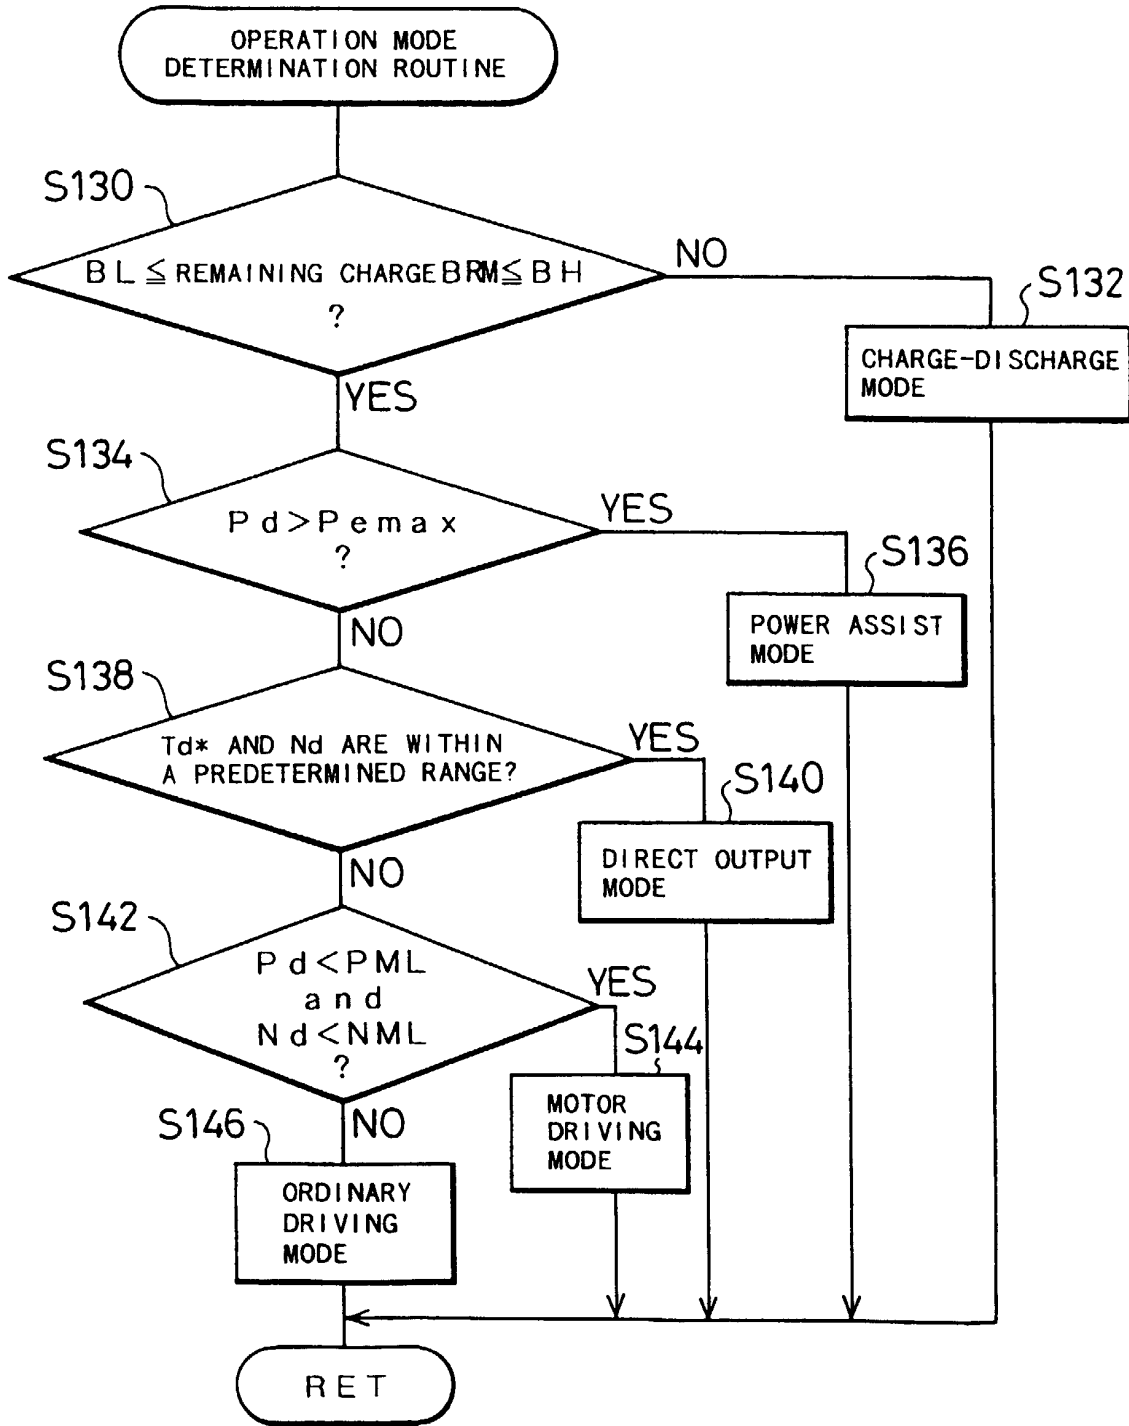 OPERATION MODE
DETERMINATION ROUTINE
S130
BL ≦ REMAINING CHARGE BRM ≦ BH
?
NO
S132
CHARGE-DISCHARGE
MODE
YES
S134
Pd>Pemax
?
YES
S136
POWER ASSIST
MODE
NO
S138
Td* AND Nd ARE WITHIN
A PREDETERMINED RANGE?
YES
S140
DIRECT OUTPUT
MODE
NO
S142
Pd<PML
and
Nd<NML
?
YES
S144
MOTOR
DRIVING
MODE
NO
S146
ORDINARY
DRIVING
MODE
RET